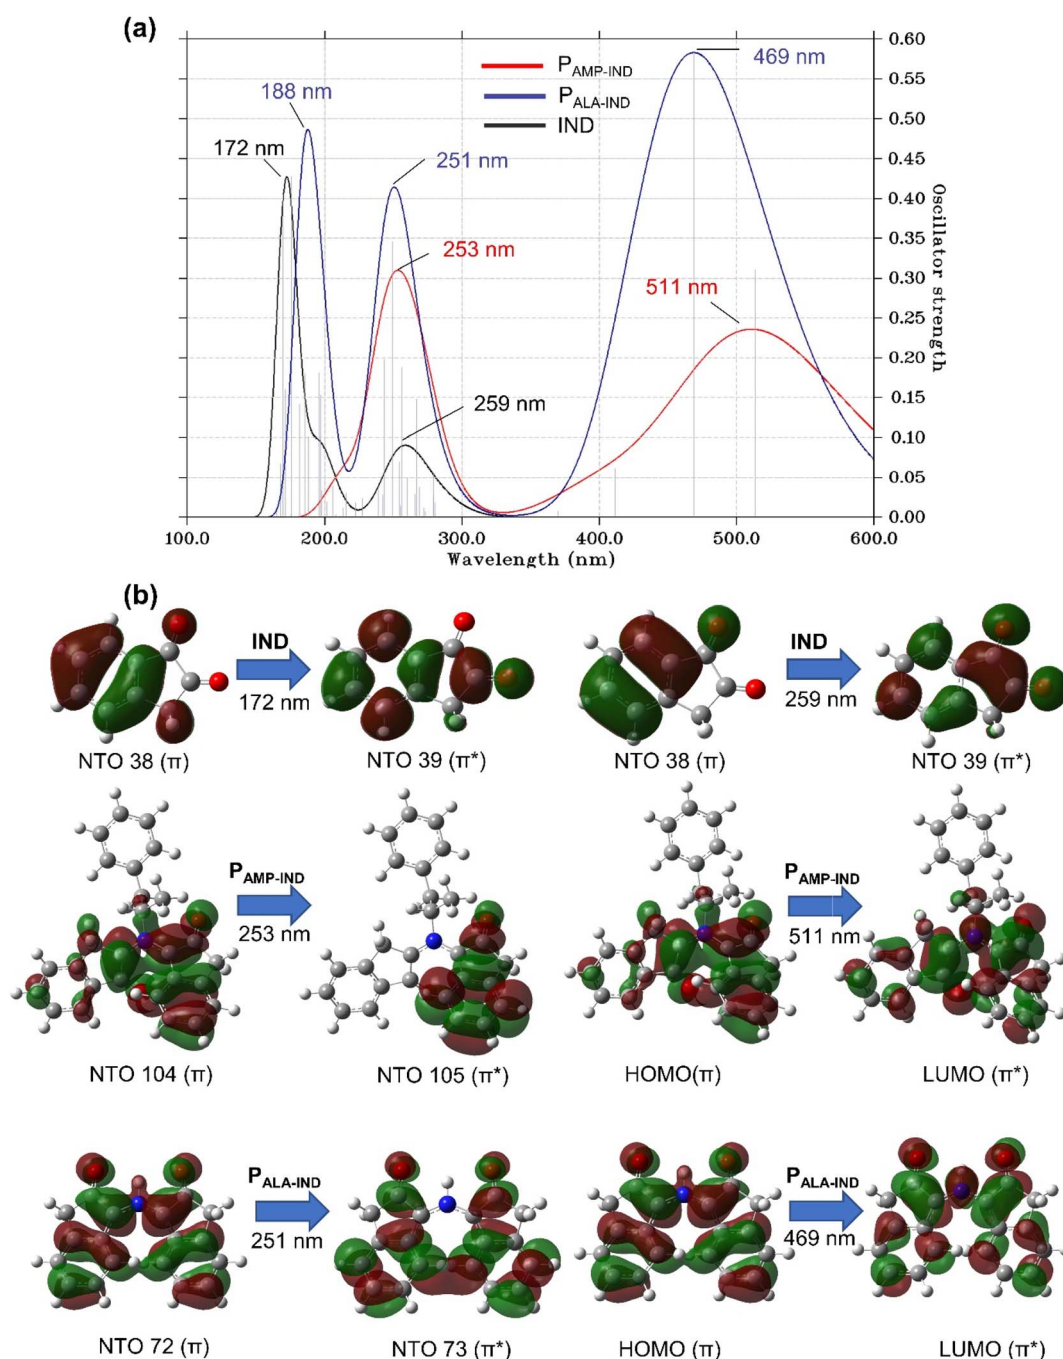 (a)
P_AMP-IND
P_ALA-IND
IND
188 nm
172 nm
251 nm
253 nm
259 nm
469 nm
511 nm
0.60
0.55
0.50
0.45
0.40
0.35
0.30
0.25
0.20
0.15
0.10
0.05
0.00
Oscillator strength
100.0 200.0 300.0 400.0 500.0 600.0
Wavelength (nm)
(b)
IND
172 nm
IND
259 nm
NTO 38 (π) NTO 39 (π*) NTO 38 (π) NTO 39 (π*)
P_AMP-IND
253 nm
P_AMP-IND
511 nm
NTO 104 (π) NTO 105 (π*) HOMO(π) LUMO (π*)
P_ALA-IND
251 nm
P_ALA-IND
469 nm
NTO 72 (π) NTO 73 (π*) HOMO (π) LUMO (π*)